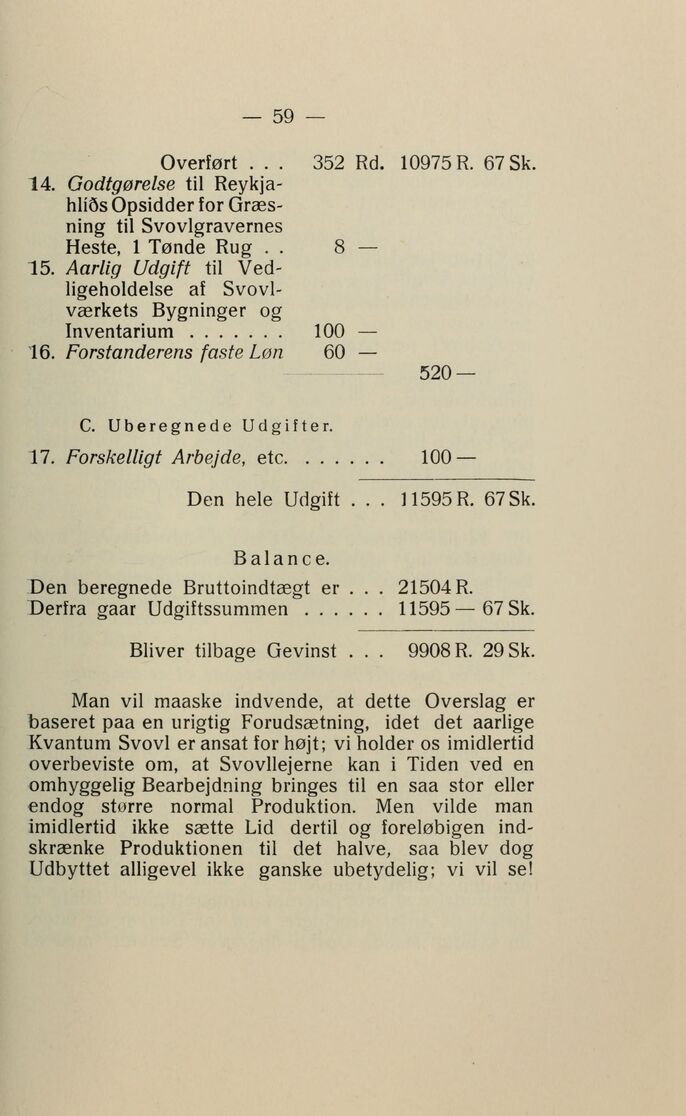 — 59 —
Overført . . . 352 Rd. 10975 R. 67 Sk.
14. Godtgørelse til Reykja-
hlíðs Opsidder for Græs-
ning til Svovlgravernes
Heste, 1 Tønde Rug . . 8 —
15. Aarlig Udgift til Ved-
ligeholdelse af Svovl-
værkets Bygninger og
Inventarium . . . . . . . 100 —
16. Forstanderens faste Løn 60 —
520 —
C. Uberegnede Udgifter.
17. Forskelligt Arbejde, etc. . . . . . . . 100 —
Den hele Udgift . . . 11595 R. 67 Sk.
Balance.
Den beregnede Bruttoindtægt er . . . 21504 R.
Derfra gaar Udgiftssummen . . . . . . 11595 — 67 Sk.
Bliver tilbage Gevinst . . . 9908 R. 29 Sk.
Man vil maaske indvende, at dette Overslag er
baseret paa en urigtig Forudsætning, idet det aarlige
Kvantum Svovl er ansat for højt; vi holder os imidlertid
overbeviste om, at Svovllejerne kan i Tiden ved en
omhyggelig Bearbejdning bringes til en saa stor eller
endog større normal Produktion. Men vilde man
imidlertid ikke sætte Lid dertil og foreløbigen ind-
skrænke Produktionen til det halve, saa blev dog
Udbyttet alligevel ikke ganske ubetydelig; vi vil se!